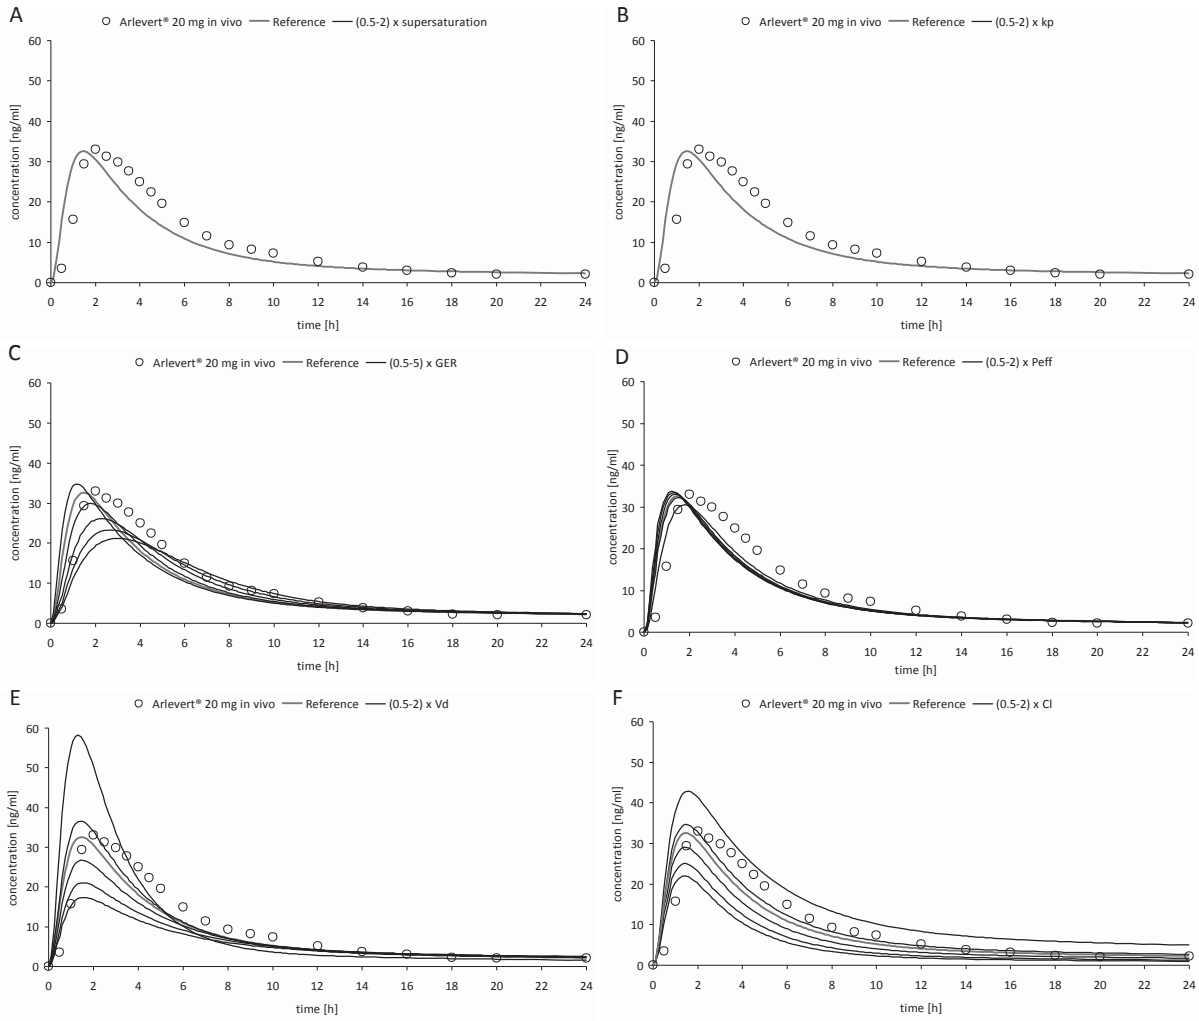 A
Arlevert® 20 mg in vivo Reference (0.5-2) x supersaturation
60
50
40
30
20
10
0
concentration [ng/ml]
0 2 4 6 8 10 12 14 16 18 20 22 24
time [h]
B
Arlevert® 20 mg in vivo Reference (0.5-2) x kp
60
50
40
30
20
10
0
concentration [ng/ml]
0 2 4 6 8 10 12 14 16 18 20 22 24
time [h]
C
Arlevert® 20 mg in vivo Reference (0.5-5) x GER
60
50
40
30
20
10
0
concentration [ng/ml]
0 2 4 6 8 10 12 14 16 18 20 22 24
time [h]
D
Arlevert® 20 mg in vivo Reference (0.5-2) x Peff
60
50
40
30
20
10
0
concentration [ng/ml]
0 2 4 6 8 10 12 14 16 18 20 22 24
time [h]
E
Arlevert® 20 mg in vivo Reference (0.5-2) x Vd
60
50
40
30
20
10
0
concentration [ng/ml]
0 2 4 6 8 10 12 14 16 18 20 22 24
time [h]
F
Arlevert® 20 mg in vivo Reference (0.5-2) x Cl
60
50
40
30
20
10
0
concentration [ng/ml]
0 2 4 6 8 10 12 14 16 18 20 22 24
time [h]